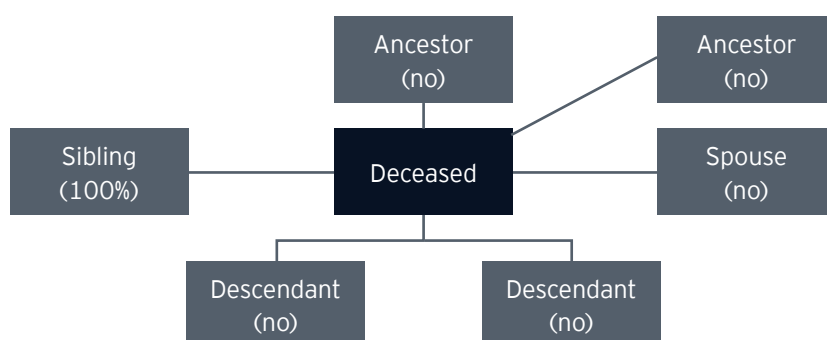 Ancestor
(no)
Ancestor
(no)
Sibling
(100%)
Deceased
Spouse
(no)
Descendant
(no)
Descendant
(no)